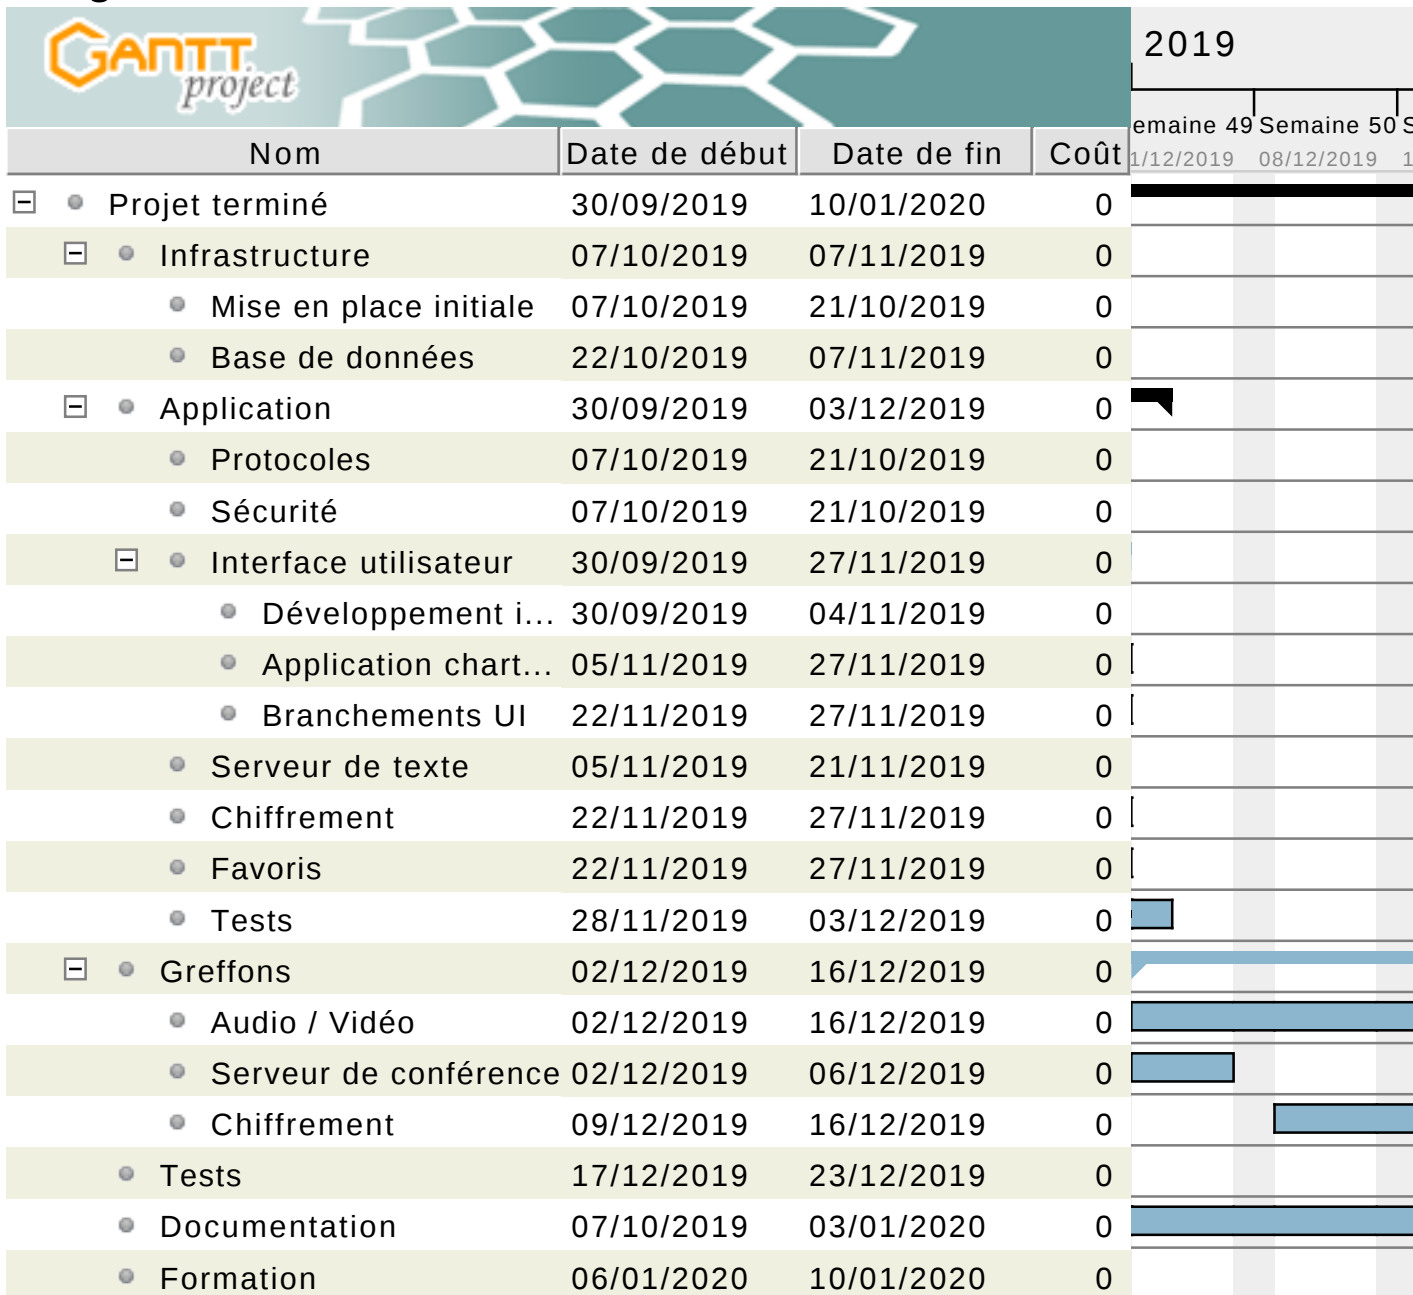 GANTT
project
2019
emaine 49 Semaine 50 S
Nom Date de début Date de fin Coût 1/12/2019 08/12/2019 1
Projet terminé 30/09/2019 10/01/2020 0
Infrastructure 07/10/2019 07/11/2019 0
Mise en place initiale 07/10/2019 21/10/2019 0
Base de données 22/10/2019 07/11/2019 0
Application 30/09/2019 03/12/2019 0
Protocoles 07/10/2019 21/10/2019 0
Sécurité 07/10/2019 21/10/2019 0
Interface utilisateur 30/09/2019 27/11/2019 0
Développement i... 30/09/2019 04/11/2019 0
Application chart... 05/11/2019 27/11/2019 0
Branchements UI 22/11/2019 27/11/2019 0
Serveur de texte 05/11/2019 21/11/2019 0
Chiffrement 22/11/2019 27/11/2019 0
Favoris 22/11/2019 27/11/2019 0
Tests 28/11/2019 03/12/2019 0
Greffons 02/12/2019 16/12/2019 0
Audio / Vidéo 02/12/2019 16/12/2019 0
Serveur de conférence 02/12/2019 06/12/2019 0
Chiffrement 09/12/2019 16/12/2019 0
Tests 17/12/2019 23/12/2019 0
Documentation 07/10/2019 03/01/2020 0
Formation 06/01/2020 10/01/2020 0